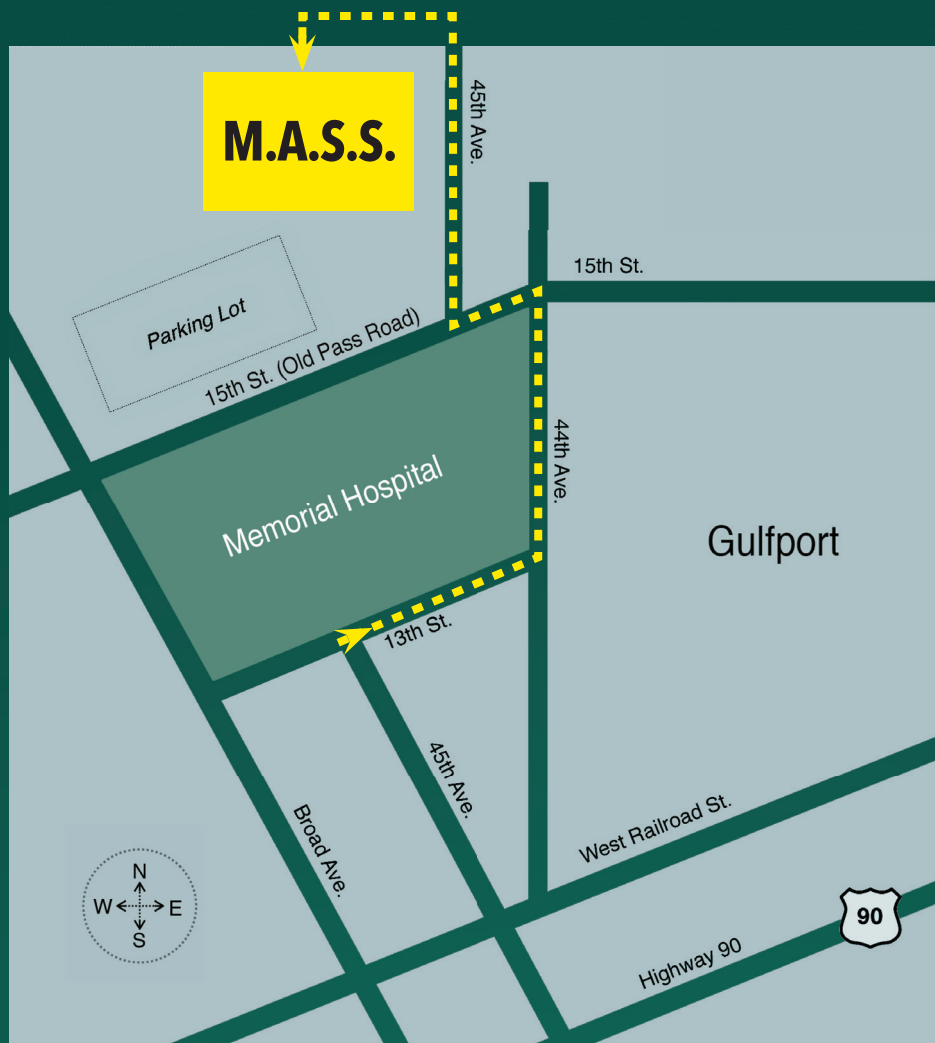 M.A.S.S.
45th Ave.
15th St.
Parking Lot
15th St. (Old Pass Road)
44th Ave.
Memorial Hospital
Gulfport
13th St.
45th Ave.
Broad Ave.
West Railroad St.
N
W E
S
90
Highway 90